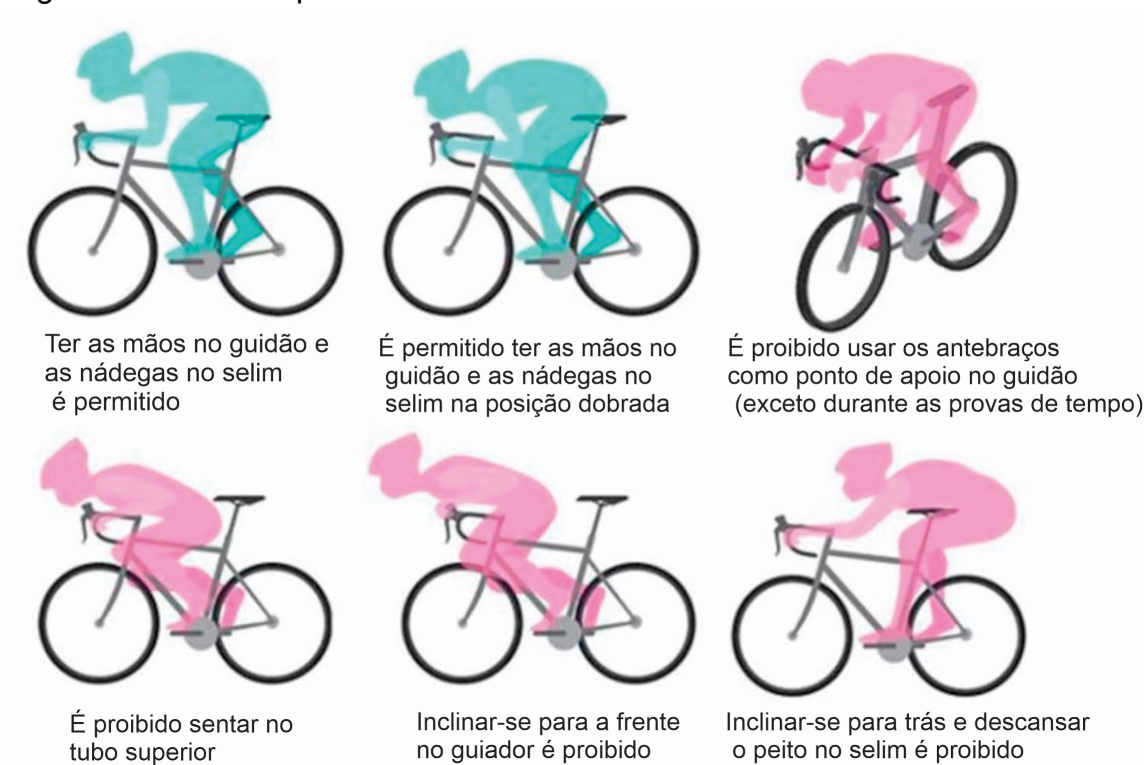 Ter as mãos no guidão e
as nádegas no selim
é permitido
É permitido ter as mãos no
guidão e as nádegas no
selim na posição dobrada
É proibido usar os antebraços
como ponto de apoio no guidão
(exceto durante as provas de tempo)
É proibido sentar no
tubo superior
Inclinar-se para a frente
no guiador é proibido
Inclinar-se para trás e descansar
o peito no selim é proibido